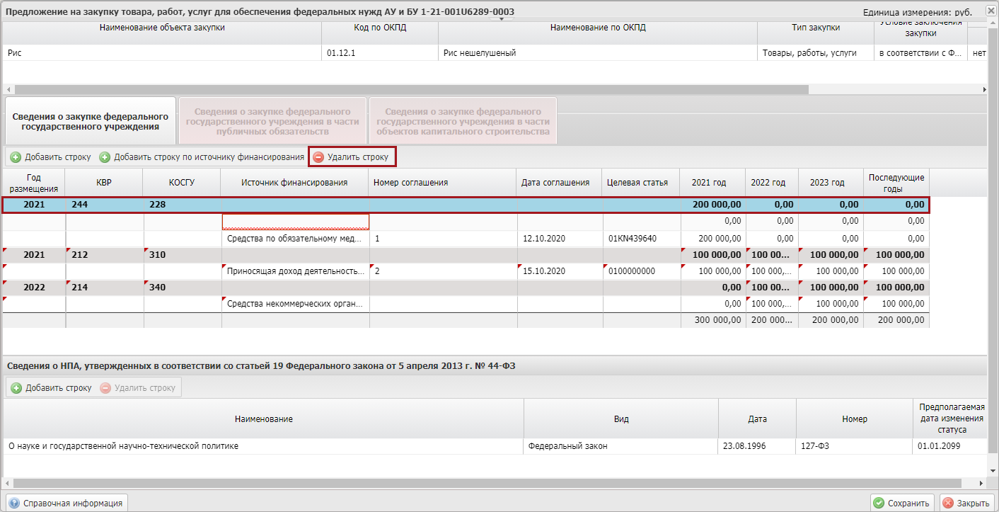 Предложение на закупку товара, работ, услуг для обеспечения федеральных нужд АУ и БУ 1-21-001U6289-0003
Единица измерения: руб.
Наименование объекта закупки Код по ОКПД Наименование по ОКПД Тип закупки Условие заключения
закупки
Рис 01.12.1 Рис нешелушеный Товары, работы, услуги в соответствии с Ф... нет
Сведения о закупке федерального
государственного учреждения
Сведения о закупке федерального
государственного учреждения в части
публичных обязательств
Сведения о закупке федерального
государственного учреждения в части
объектов капитального строительства
Добавить строку Добавить строку по источнику финансирования Удалить строку
Год
размещения
КВР КОСГУ Источник финансирования Номер соглашения Дата соглашения Целевая статья 2021 год 2022 год 2023 год
Последующие
годы
2021 244 228 200 000,00 0,00 0,00 0,00
0,00 0,00 0,00 0,00
Средства по обязательному мед... 1 12.10.2020 01KN439640 200 000,00 0,00 0,00 0,00
2021 212 310 100 000,00 100 00... 100 000,00 100 000,00
Приносящая доход деятельность... 2 15.10.2020 0100000000 100 000,00 100 000,... 100 000,00 100 000,00
2022 214 340 0,00 100 00... 100 000,00 100 000,00
Средства некоммерческих орган... 0,00 100 000,... 100 000,00 100 000,00
300 000,00 200 000... 200 000,00 200 000,00
Сведения о НПА, утвержденных в соответствии со статьей 19 Федерального закона от 5 апреля 2013 г. № 44-ФЗ
Добавить строку Удалить строку
Наименование Вид Дата Номер
Предполагаемая
дата изменения
статуса
О науке и государственной научно-технической политике Федеральный закон 23.08.1996 127-ФЗ 01.01.2099
Справочная информация Сохранить Закрыть